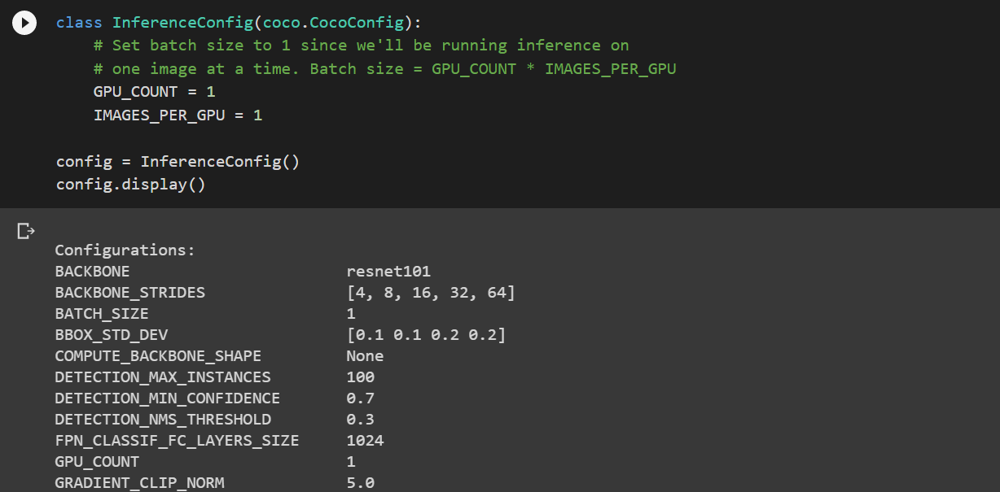 class InferenceConfig(coco.CocoConfig):
    # Set batch size to 1 since we'll be running inference on
    # one image at a time. Batch size = GPU_COUNT * IMAGES_PER_GPU
    GPU_COUNT = 1
    IMAGES_PER_GPU = 1
config = InferenceConfig()
config.display()
Configurations:
BACKBONE                       resnet101
BACKBONE_STRIDES               [4, 8, 16, 32, 64]
BATCH_SIZE                     1
BBOX_STD_DEV                   [0.1 0.1 0.2 0.2]
COMPUTE_BACKBONE_SHAPE         None
DETECTION_MAX_INSTANCES        100
DETECTION_MIN_CONFIDENCE       0.7
DETECTION_NMS_THRESHOLD        0.3
FPN_CLASSIF_FC_LAYERS_SIZE     1024
GPU_COUNT                      1
GRADIENT_CLIP_NORM             5.0